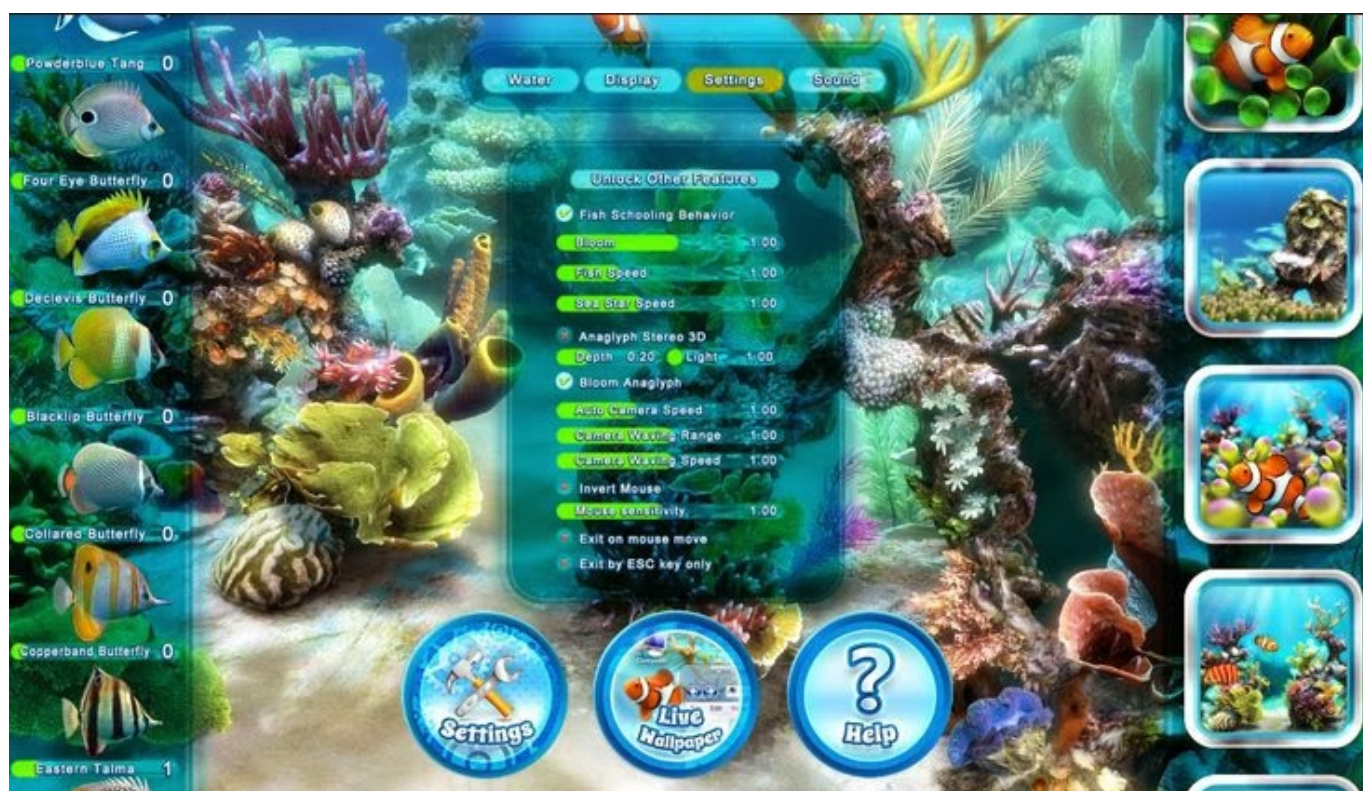 Powderblue Tang 0
Four Eye Butterfly 0
Declevis Butterfly 0
Blacklip Butterfly 0
Collared Butterfly 0
Copperband Butterfly 0
Eastern Talma 1
Water Display Settings Sound
Unlock Other Features
Fish Schooling Behavior
Bloom 1.00
Fish Speed 1.00
Sea Star Speed 1.00
Anaglyph Stereo 3D
Depth 0.20 Light 1.00
Bloom Anaglyph
Auto Camera Speed 1.00
Camera Waving Range 1.00
Camera Waving Speed 1.00
Invert Mouse
Mouse sensitivity 1.00
Exit on mouse move
Exit by ESC key only
Settings
Live
Wallpaper
Help
?